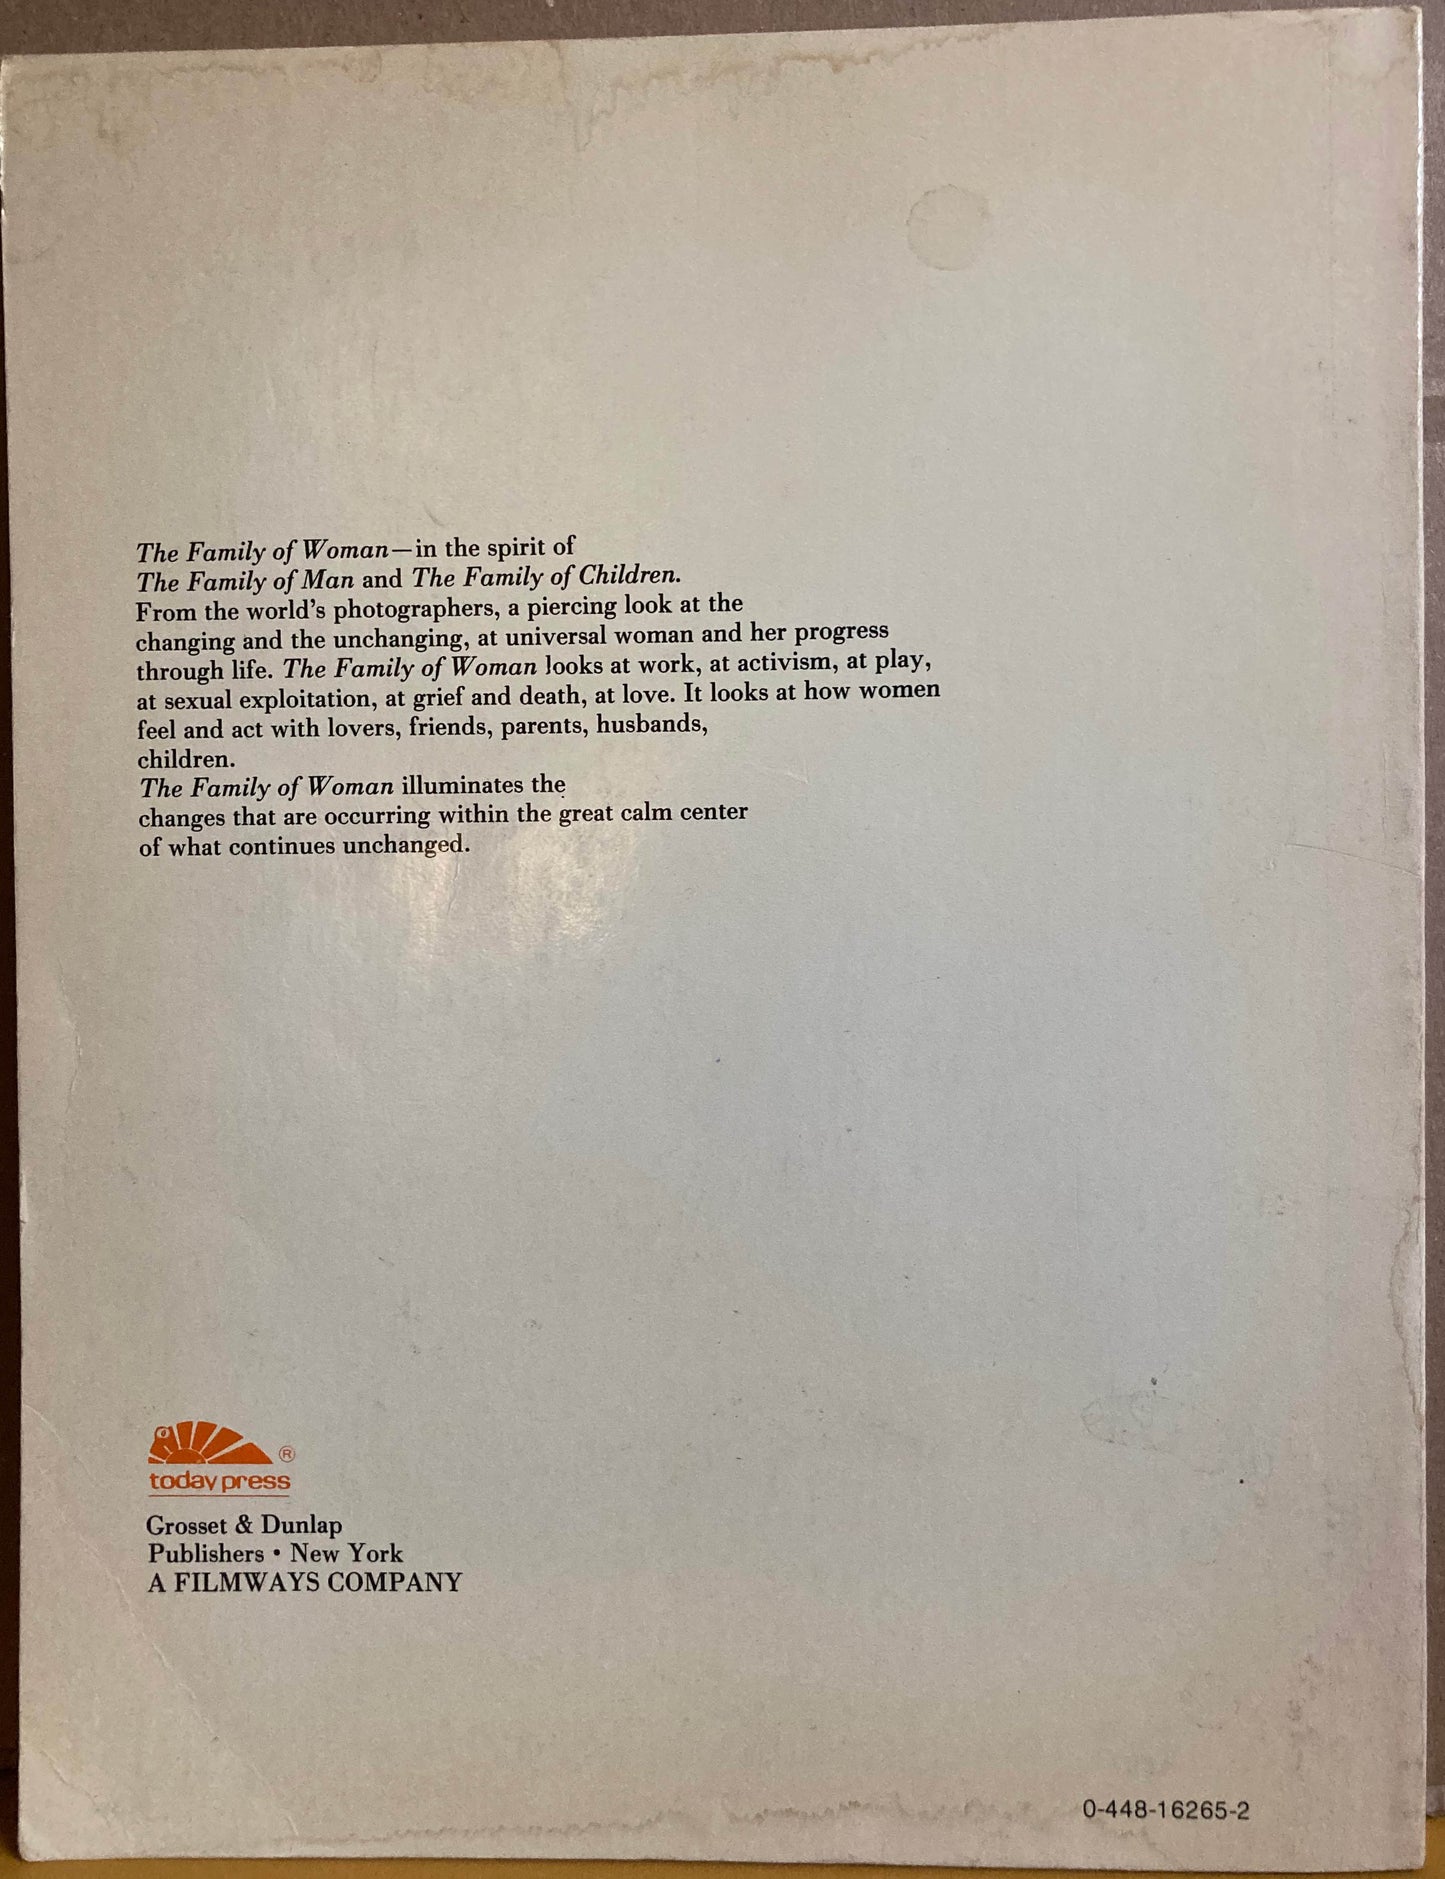 The Family of Woman—in the spirit of
The Family of Man and The Family of Children.
From the world's photographers, a piercing look at the
changing and the unchanging, at universal woman and her progress
through life. The Family of Woman looks at work, at activism, at play,
at sexual exploitation, at grief and death, at love. It looks at how women
feel and act with lovers, friends, parents, husbands,
children.
The Family of Woman illuminates the
changes that are occurring within the great calm center
of what continues unchanged.
®
today press
Grosset & Dunlap
Publishers • New York
A FILMWAYS COMPANY
0-448-16265-2